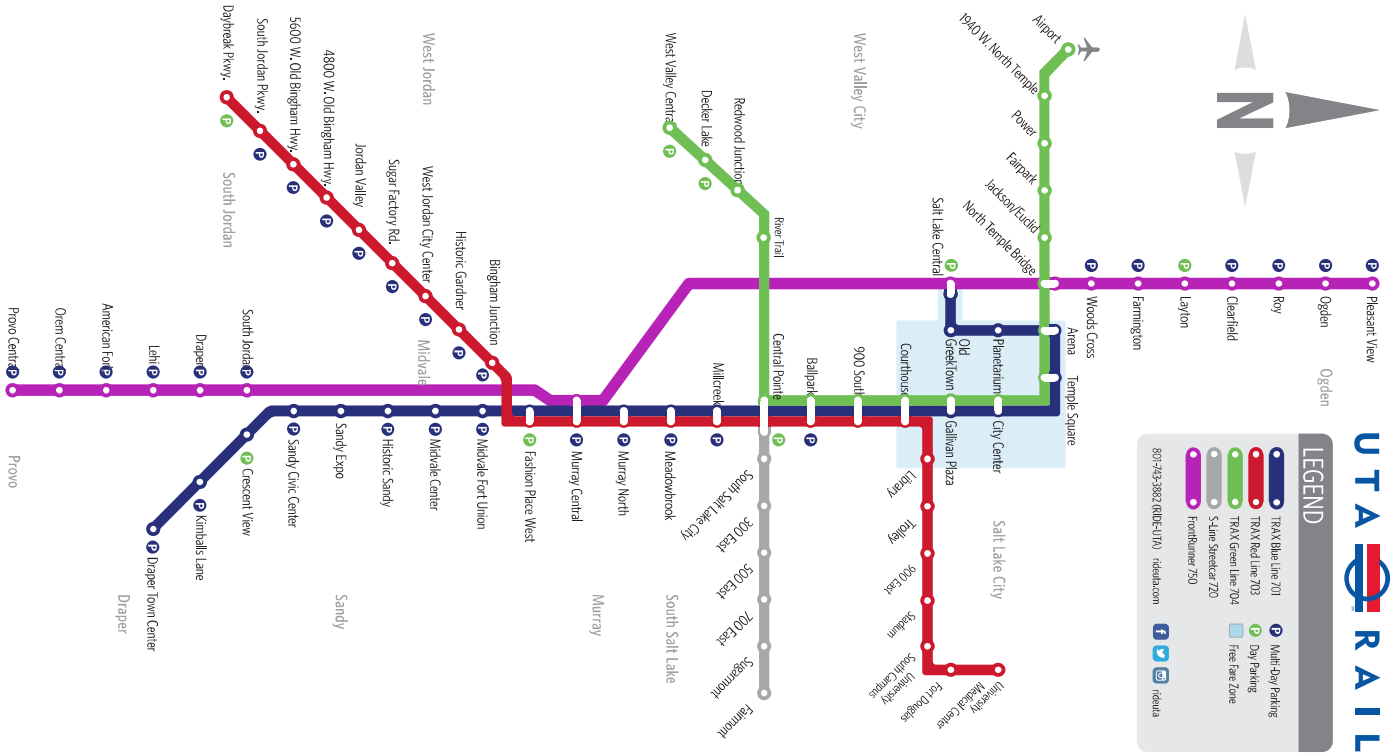 UTA RAIL
N
Airport
1940 W. North Temple
Power
Fairpark
Jackson/Euclid
North Temple Bridge
Pleasant View
Ogden
Roy
Clearfield
Layton
Farmington
Woods Cross
Ogden
Arena
Temple Square
Salt Lake Central
Old
GreekTown
Planetarium
City Center
Gallivan Plaza
Courthouse
900 South
Ballpark
Central Pointe
Millcreek
Meadowbrook
Murray North
Murray Central
Fashion Place West
Library
Trolley
900 East
Stadium
University
South Campus
Fort Douglas
University
Medical Center
Salt Lake City
West Valley City
West Valley Central
Decker Lake
Redwood Junction
River Trail
South Salt Lake City
300 East
500 East
700 East
Sugarmont
Fairmont
South Salt Lake
Murray
West Jordan
Daybreak Pkwy.
South Jordan Pkwy.
5600 W. Old Bingham Hwy.
4800 W. Old Bingham Hwy.
Jordan Valley
Sugar Factory Rd.
West Jordan City Center
Historic Gardner
Bingham Junction
South Jordan
Midvale
Midvale Fort Union
Midvale Center
Historic Sandy
Sandy Expo
Sandy Civic Center
Crescent View
Kimballs Lane
Draper Town Center
Sandy
Draper
South Jordan
Draper
Lehi
American Fork
Orem Central
Provo Central
Provo
LEGEND
TRAX Blue Line 701
TRAX Red Line 703
TRAX Green Line 704
S-Line Streetcar 720
FrontRunner 750
P Multi-Day Parking
P Day Parking
Free Fare Zone
801-743-3882 (RIDE-UTA) rideuta.com
rideuta